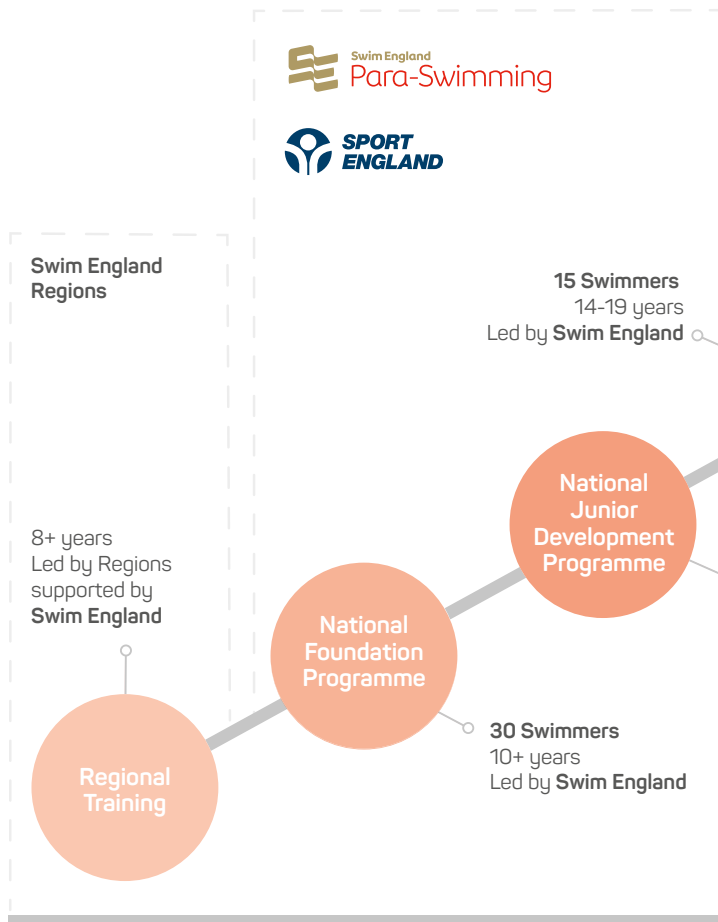 Swim England
Para-Swimming
SPORT
ENGLAND
Swim England
Regions
15 Swimmers
14-19 years
Led by Swim England
National
Junior
Development
Programme
8+ years
Led by Regions
supported by
Swim England
National
Foundation
Programme
30 Swimmers
10+ years
Led by Swim England
Regional
Training